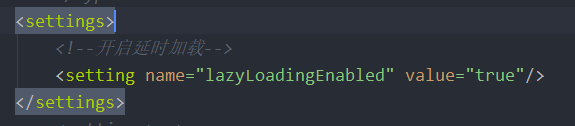 <settings>
<!--开启延时加载-->
<setting name="lazyLoadingEnabled" value="true"/>
</settings>